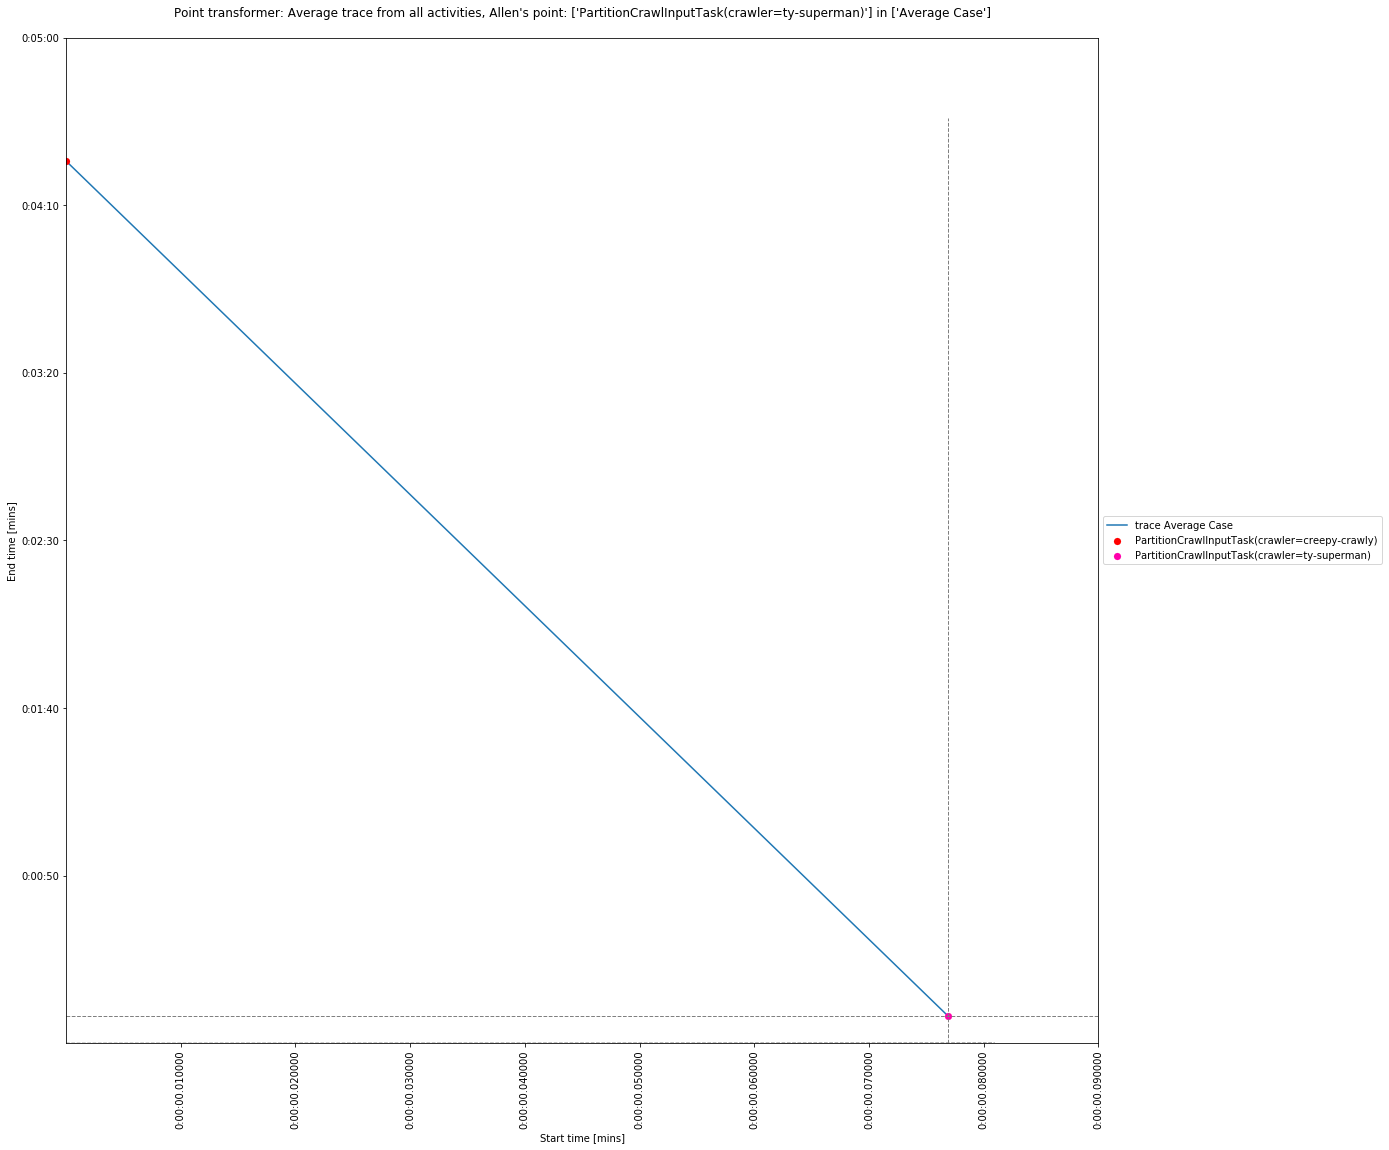 Point transformer: Average trace from all activities, Allen's point: ['PartitionCrawlInputTask(crawler=ty-superman)'] in ['Average Case']
0:05:00
0:04:10
0:03:20
0:02:30
0:01:40
0:00:50
End time [mins]
trace Average Case
PartitionCrawlInputTask(crawler=creepy-crawly)
PartitionCrawlInputTask(crawler=ty-superman)
0:00:00.010000
0:00:00.020000
0:00:00.030000
0:00:00.040000
0:00:00.050000
0:00:00.060000
0:00:00.070000
0:00:00.080000
0:00:00.090000
Start time [mins]